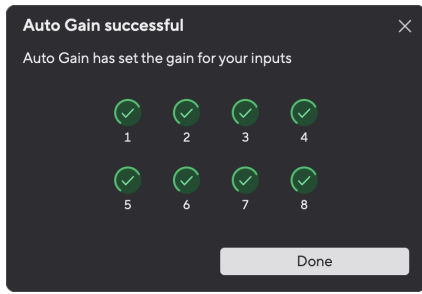 Auto Gain successful
Auto Gain has set the gain for your inputs
1 2 3 4
5 6 7 8
Done